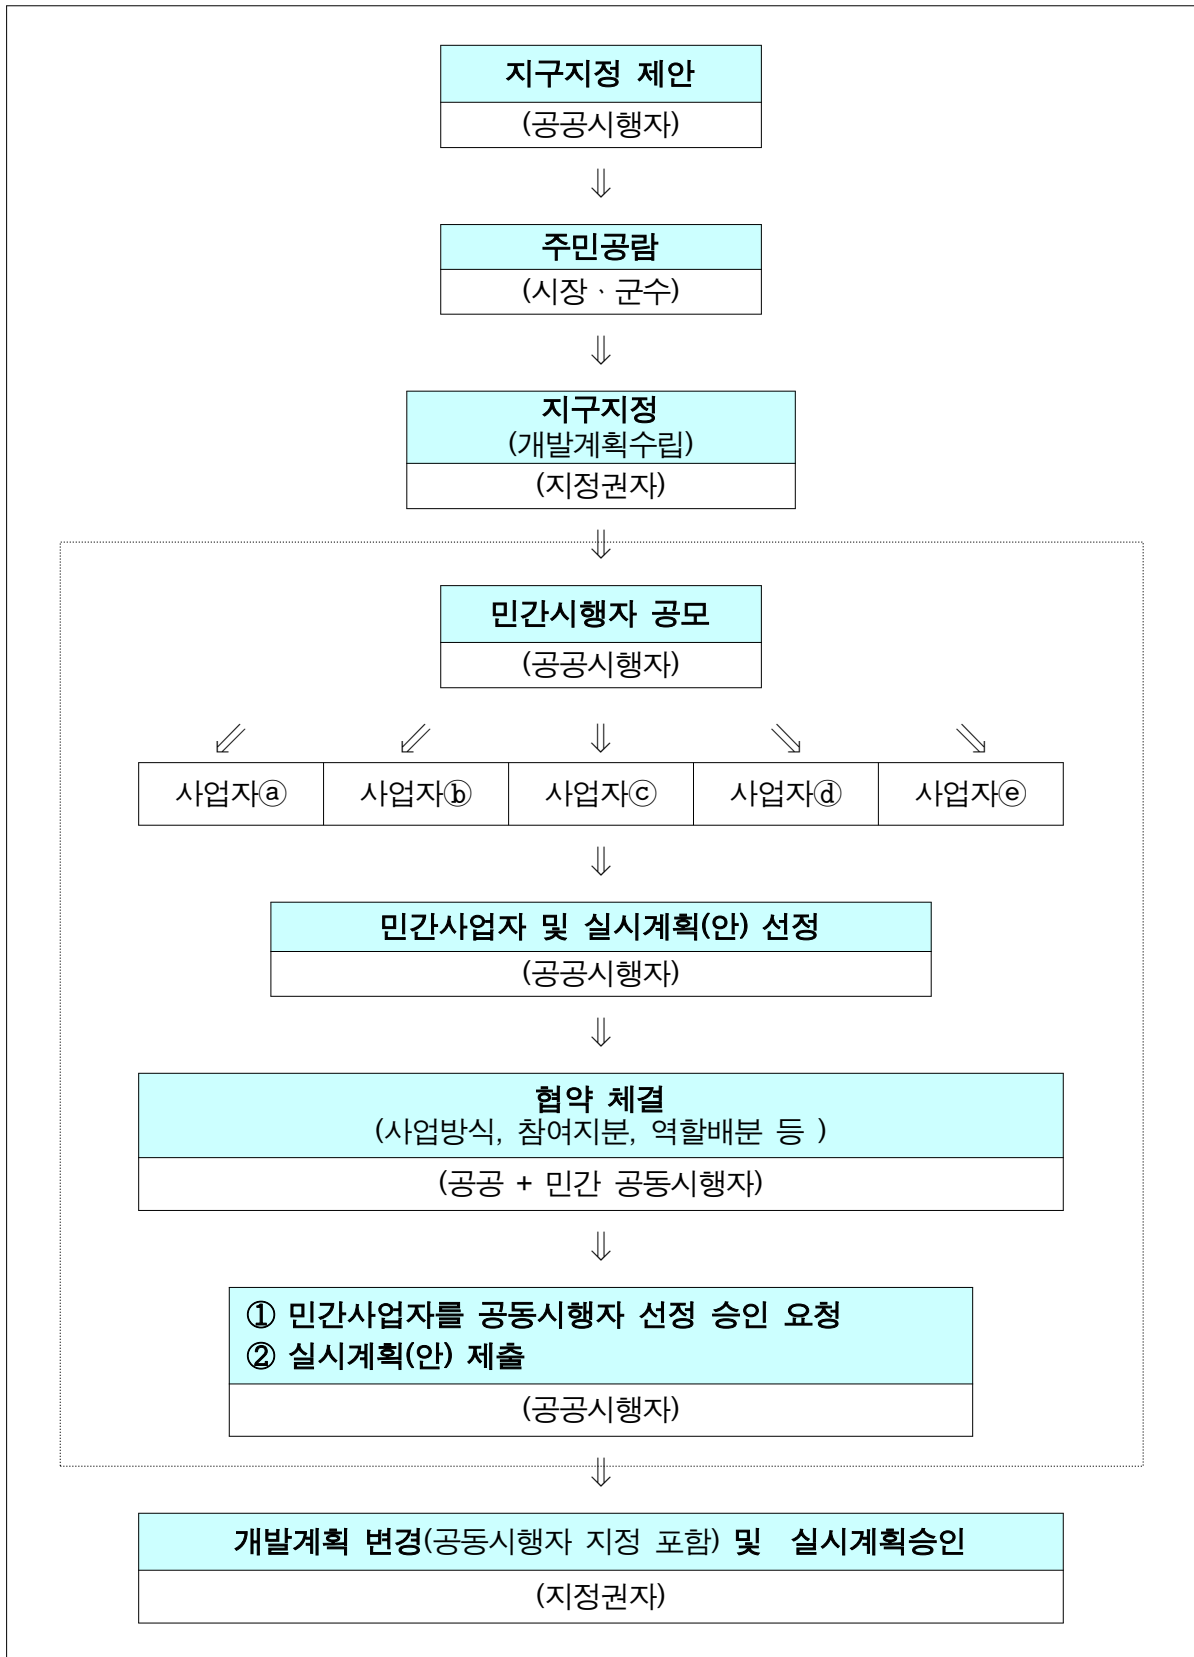 지구지정 제안
(공공시행자)
⇓
주민공람
(시장、군수)
⇓
지구지정
(개발계획수립)
(지정권자)
⇓
민간시행자 공모
(공공시행자)
⇙ ⇙ ⇓ ⇘ ⇘
사업자ⓐ 사업자ⓑ 사업자ⓒ 사업자ⓓ 사업자ⓔ
⇓
민간사업자 및 실시계획(안) 선정
(공공시행자)
⇓
협약 체결
(사업방식, 참여지분, 역할배분 등 )
(공공 + 민간 공동시행자)
⇓
① 민간사업자를 공동시행자 선정 승인 요청
② 실시계획(안) 제출
(공공시행자)
⇓
개발계획 변경(공동시행자 지정 포함) 및 실시계획승인
(지정권자)